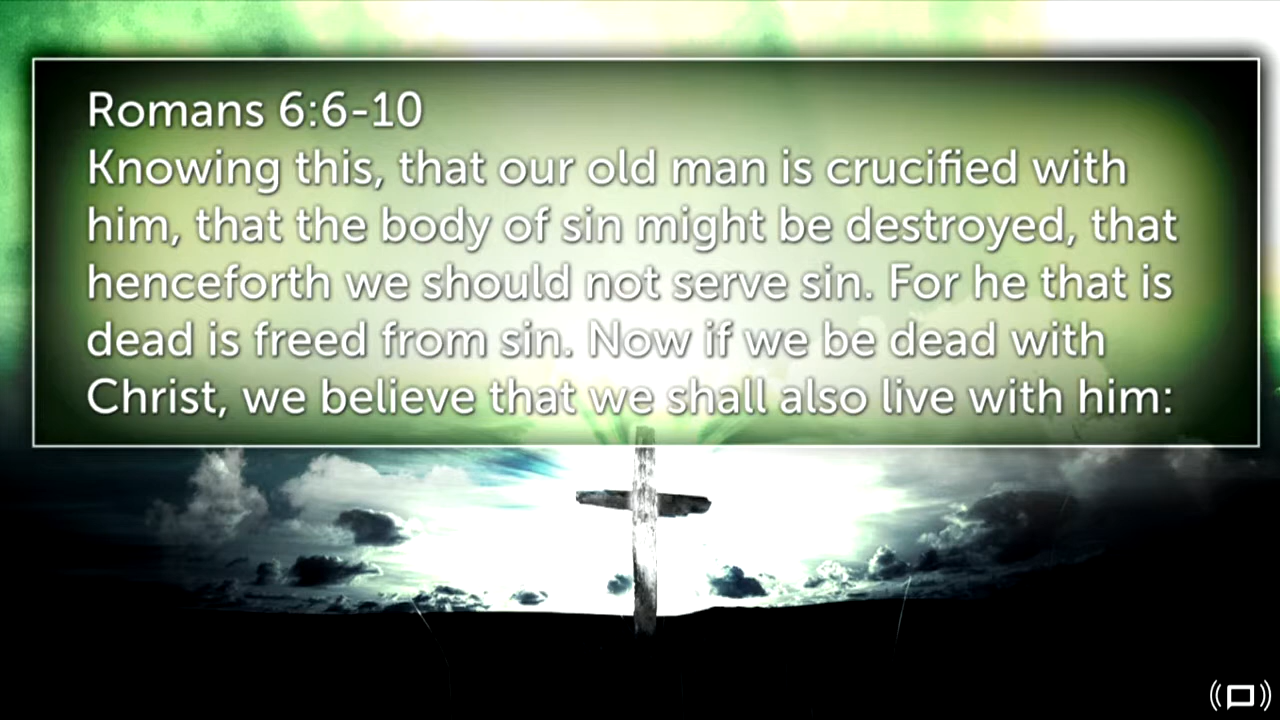 Romans 6:6-10
Knowing this, that our old man is crucified with
him, that the body of sin might be destroyed, that
henceforth we should not serve sin. For he that is
dead is freed from sin. Now if we be dead with
Christ, we believe that we shall also live with him: